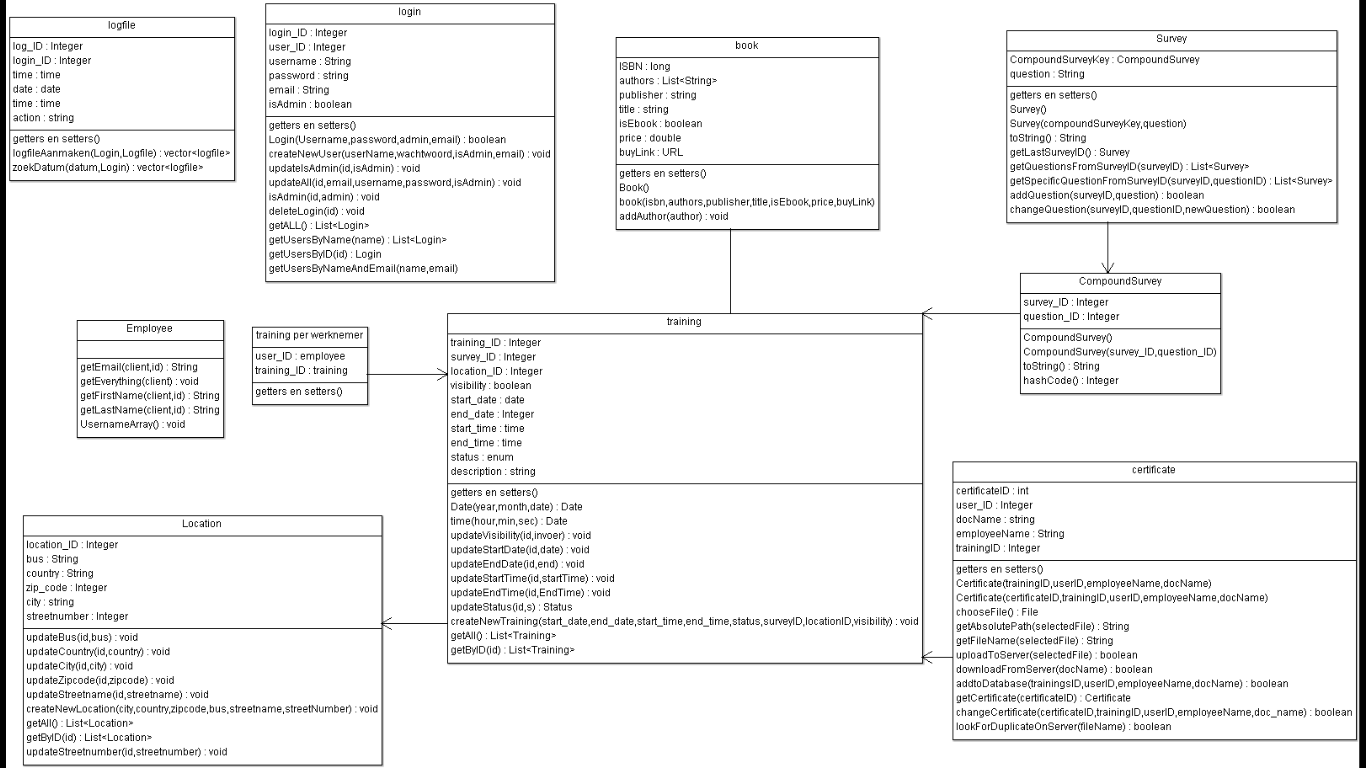 logfile
log_ID : Integer
login_ID : Integer
time : time
date : date
time : time
action : string
getters en setters()
logfileAanmaken(Login,Logfile) : vector<logfile>
zoekDatum(datum,Login) : vector<logfile>
login
login_ID : Integer
user_ID : Integer
username : String
password : string
email : String
isAdmin : boolean
getters en setters()
Login(Username,password,admin,email) : boolean
createNewUser(userName,wachtwoord,isAdmin,email) : void
updateIsAdmin(id,isAdmin) : void
updateAll(id,email,username,password,isAdmin) : void
isAdmin(id,admin) : void
deleteLogin(id) : void
getALL() : List<Login>
getUsersByName(name) : List<Login>
getUsersByID(id) : Login
getUsersByNameAndEmail(name,email)
book
ISBN : long
authors : List<String>
publisher : string
title : string
isEbook : boolean
price : double
buyLink : URL
getters en setters()
Book()
book(isbn,authors,publisher,title,isEbook,price,buyLink)
addAuthor(author) : void
Survey
CompoundSurveyKey : CompoundSurvey
question : String
getters en setters()
Survey()
Survey(compoundSurveyKey,question)
toString() : String
getLastSurveyID() : Survey
getQuestionsFromSurveyID(surveyID) : List<Survey>
getSpecificQuestionFromSurveyID(surveyID,questionID) : List<Survey>
addQuestion(surveyID,question) : boolean
changeQuestion(surveyID,questionID,newQuestion) : boolean
CompoundSurvey
survey_ID : Integer
question_ID : Integer
CompoundSurvey()
CompoundSurvey(survey_ID,question_ID)
toString() : String
hashCode() : Integer
Employee
getEmail(client,id) : String
getEverything(client) : void
getFirstName(client,id) : String
getLastName(client,id) : String
UsernameArray() : void
training per werknemer
user_ID : employee
training_ID : training
getters en setters()
training
training_ID : Integer
survey_ID : Integer
location_ID : Integer
visibility : boolean
start_date : date
end_date : Integer
start_time : time
end_time : time
status : enum
description : string
getters en setters()
Date(year,month,date) : Date
time(hour,min,sec) : Date
updateVisibility(id,invoer) : void
updateStartDate(id,date) : void
updateEndDate(id,end) : void
updateStartTime(id,startTime) : void
updateEndTime(id,EndTime) : void
updateStatus(id,s) : Status
createNewTraining(start_date,end_date,start_time,end_time,status,surveyID,locationID,visibility) : void
getAll() : List<Training>
getByID(id) : List<Training>
Location
location_ID : Integer
bus : String
country : String
zip_code : Integer
city : string
streetnumber : Integer
updateBus(id,bus) : void
updateCountry(id,country) : void
updateCity(id,city) : void
updateZipcode(id,zipcode) : void
updateStreetname(id,streetname) : void
createNewLocation(city,country,zipcode,bus,streetname,streetNumber) : void
getAll() : List<Location>
getByID(id) : List<Location>
updateStreetnumber(id,streetnumber) : void
certificate
certificateID : int
user_ID : Integer
docName : string
employeeName : String
trainingID : Integer
getters en setters()
Certificate(trainingID,userID,employeeName,docName)
Certificate(certificateID,trainingID,userID,employeeName,docName)
chooseFile() : File
getAbsolutePath(selectedFile) : String
getFileName(selectedFile) : String
uploadToServer(selectedFile) : boolean
downloadFromServer(docName) : boolean
addtoDatabase(trainingsID,userID,employeeName,docName) : boolean
getCertificate(certificateID) : Certificate
changeCertificate(certificateID,trainingID,userID,employeeName,doc_name) : boolean
lookForDuplicateOnServer(fileName) : boolean